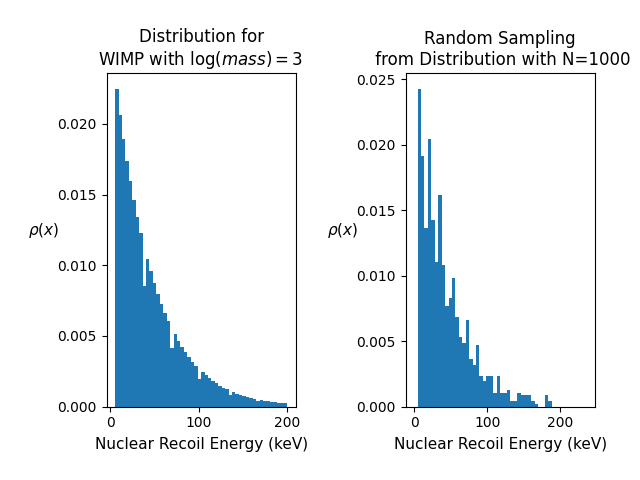 Distribution for
WIMP with log(mass) = 3
0.020
0.015
0.010
0.005
0.000
ρ(x)
0 100 200
Nuclear Recoil Energy (keV)
Random Sampling
from Distribution with N=1000
0.025
0.020
0.015
0.010
0.005
0.000
ρ(x)
0 100 200
Nuclear Recoil Energy (keV)